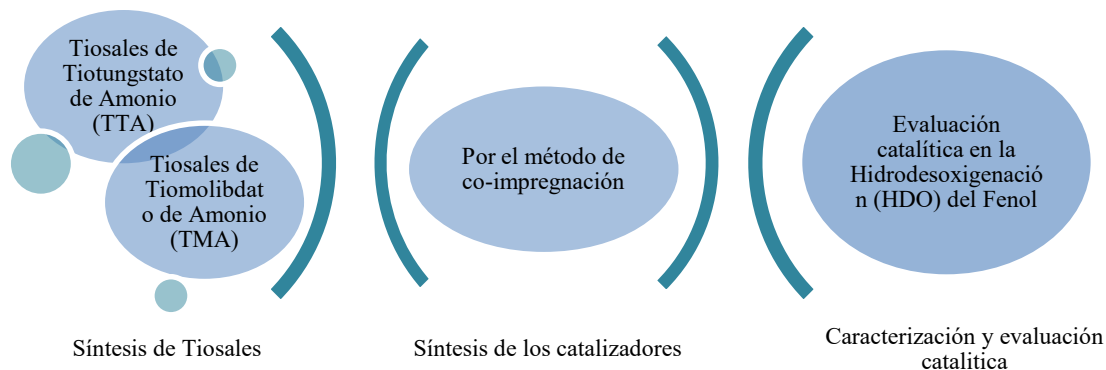 Tiosales de
Tiotungstato
de Amonio
(TTA)
Tiosales de
Tiomolibdat
o de Amonio
(TMA)
Síntesis de Tiosales
Por el método de
co-impregnación
Síntesis de los catalizadores
Evaluación
catalítica en la
Hidrodesoxigenació
n (HDO) del Fenol
Caracterización y evaluación
catalitica